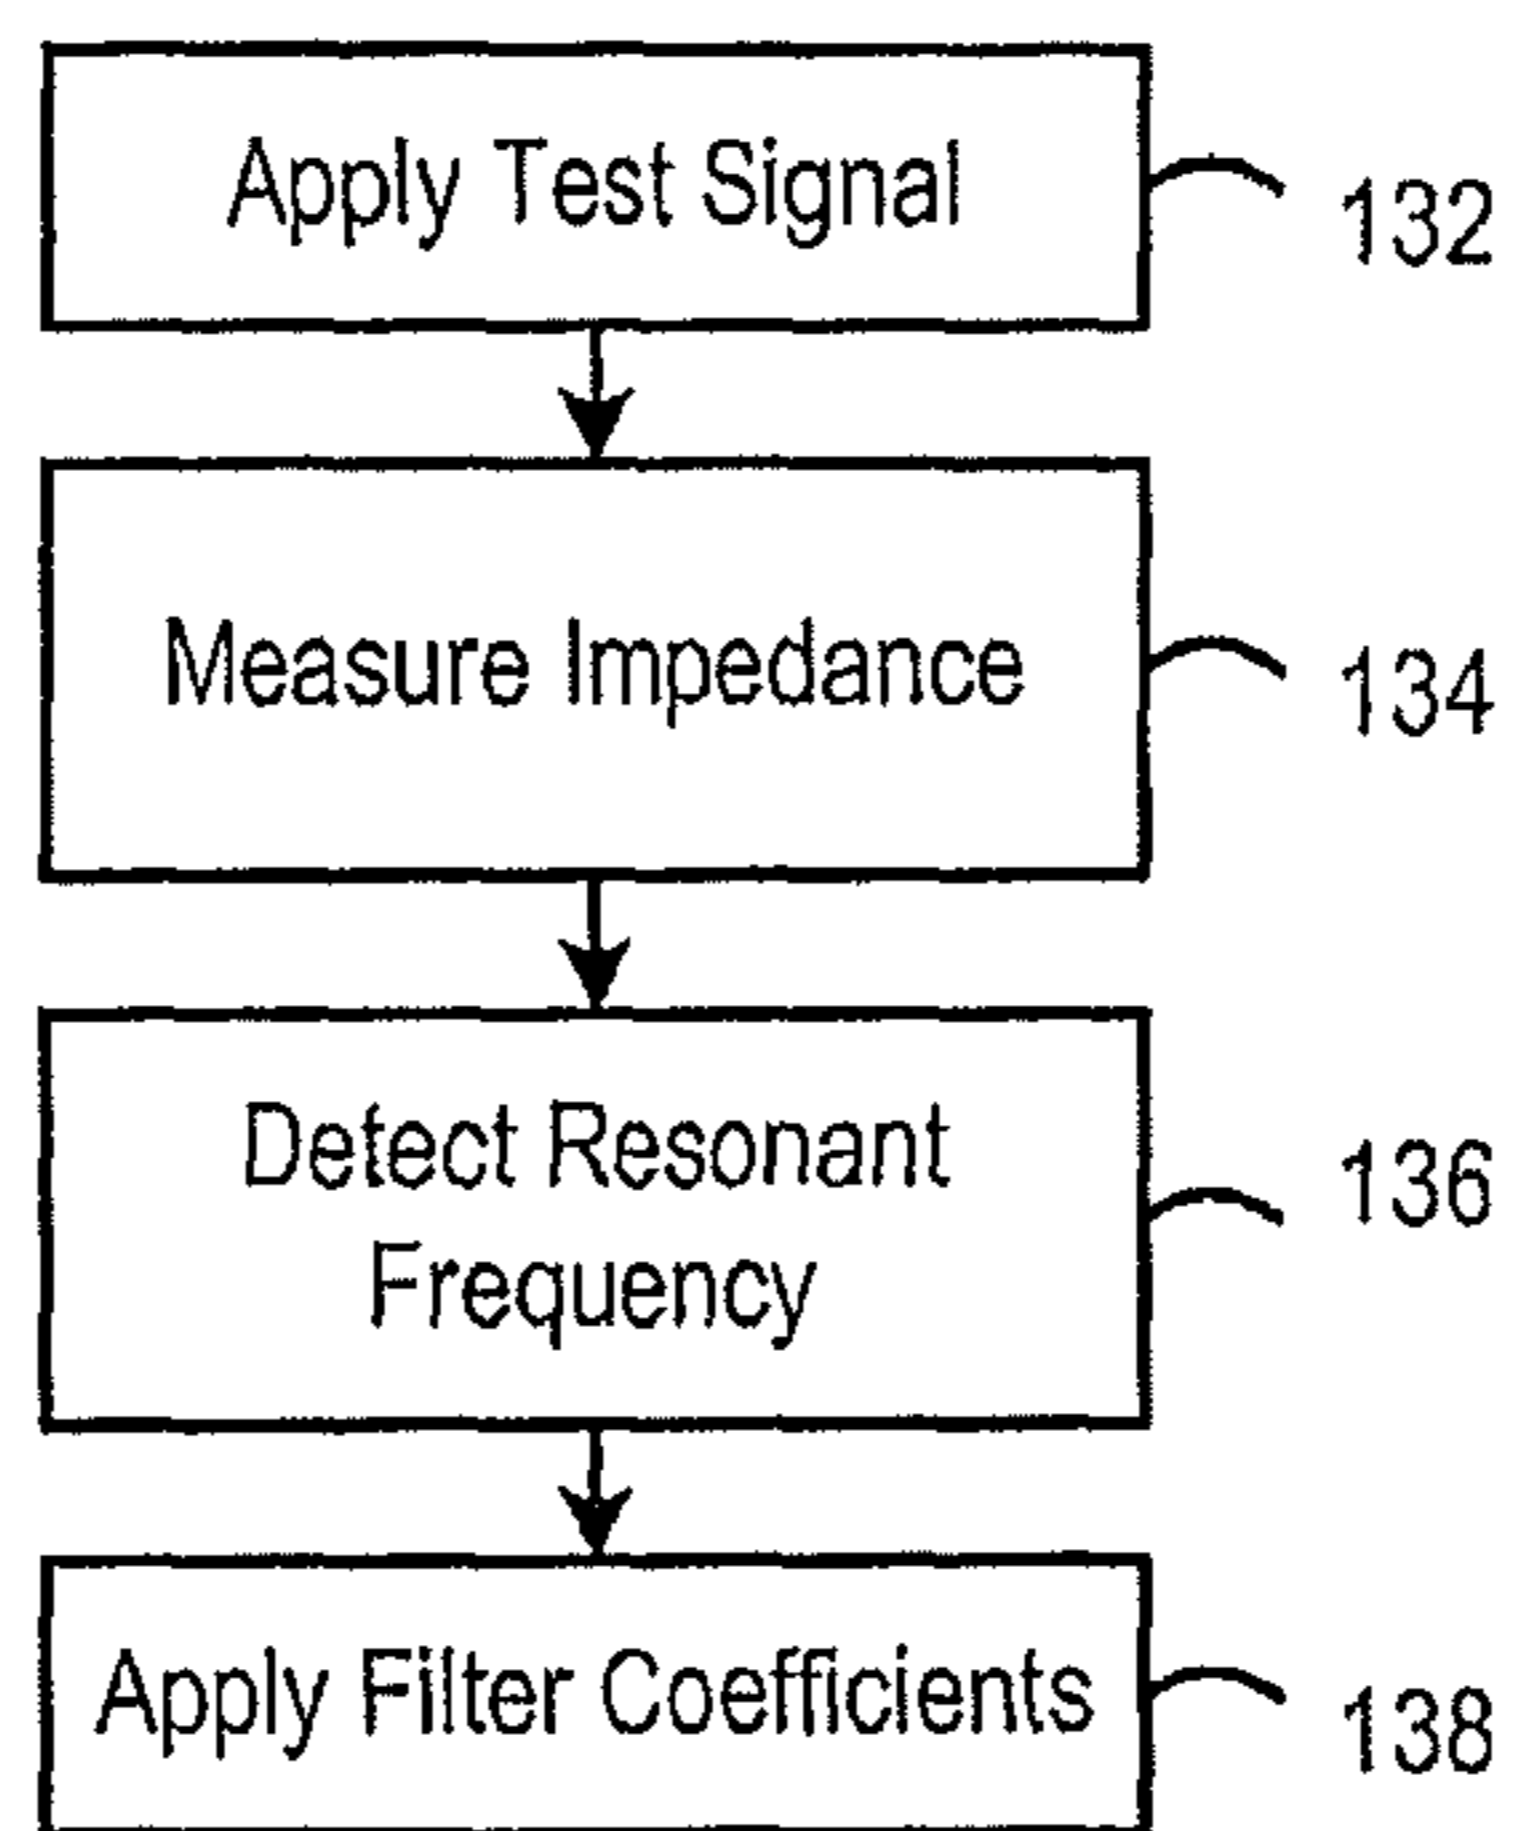 Apply Test Signal
132
Measure Impedance
134
Detect Resonant
Frequency
136
Apply Filter Coefficients
138